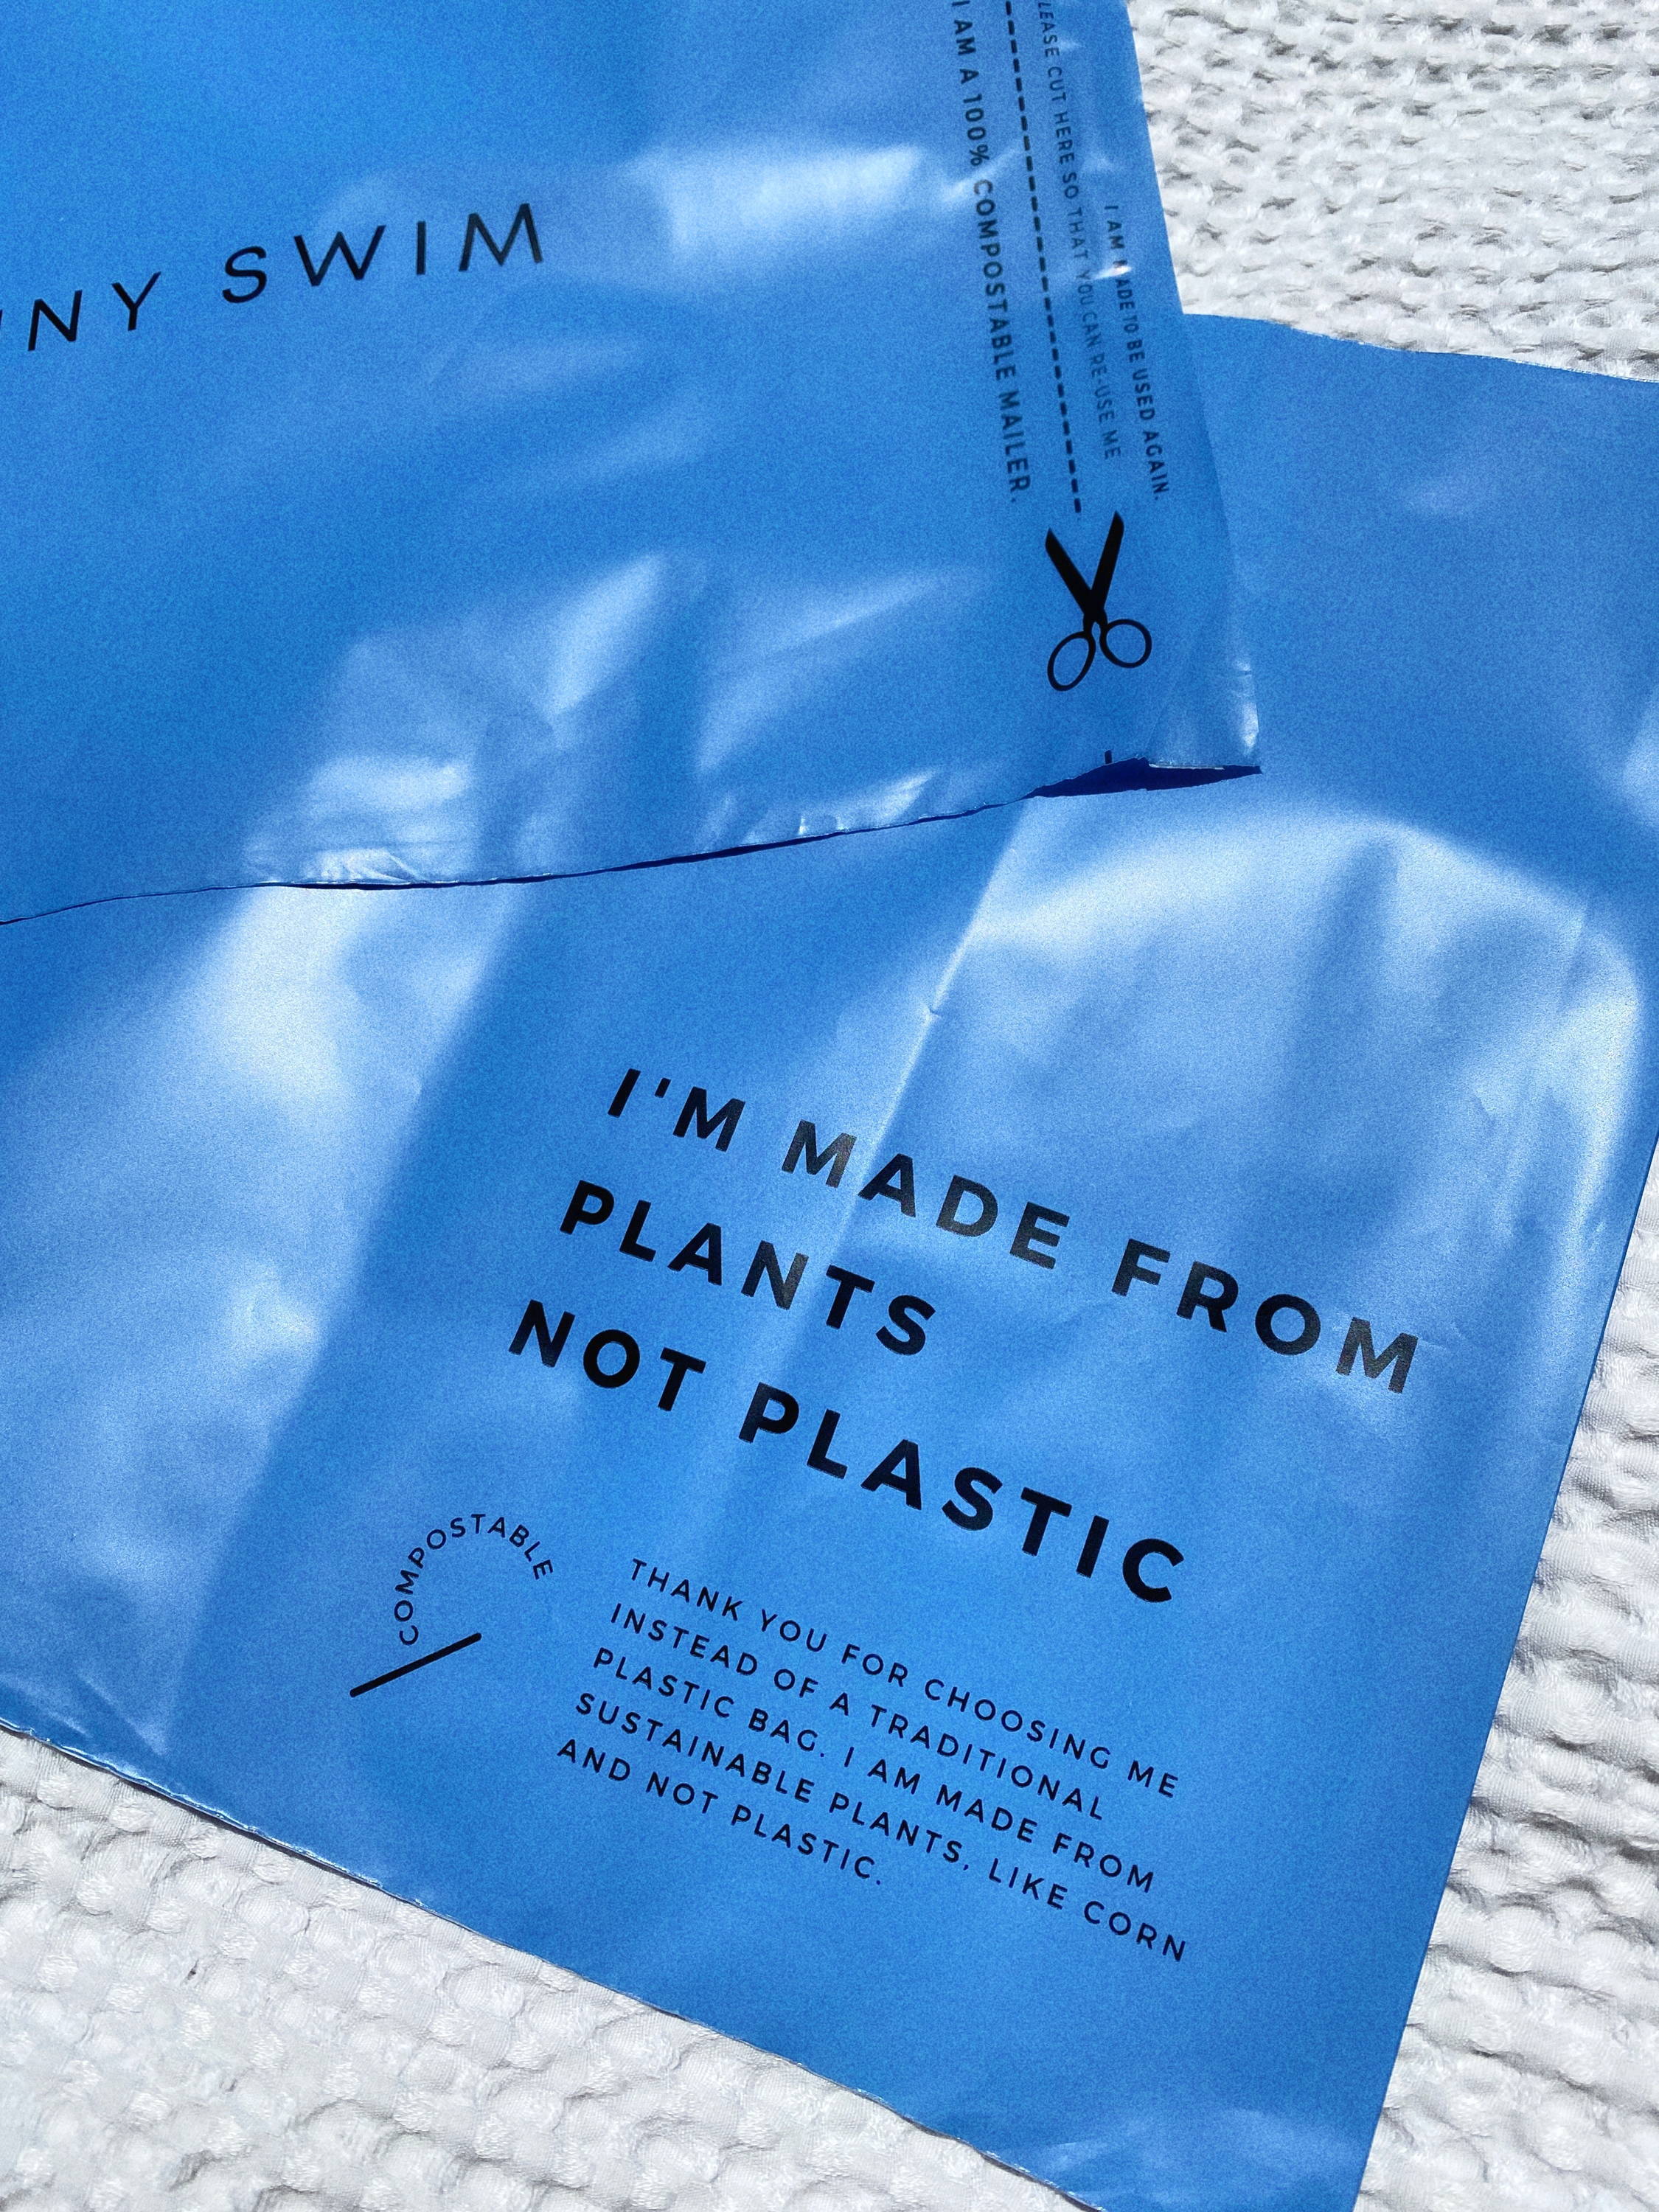 SWIM
I AM A 100% COMPOSTABLE MAILER.
CUT HERE SO THAT YOU CAN RE-USE ME
I AM MADE TO BE USED AGAIN.
I'M MADE FROM
PLANTS
NOT PLASTIC
COMPOSTABLE
THANK YOU FOR CHOOSING ME
INSTEAD OF A TRADITIONAL
PLASTIC BAG. I AM MADE FROM
SUSTAINABLE PLANTS, LIKE CORN
AND NOT PLASTIC.